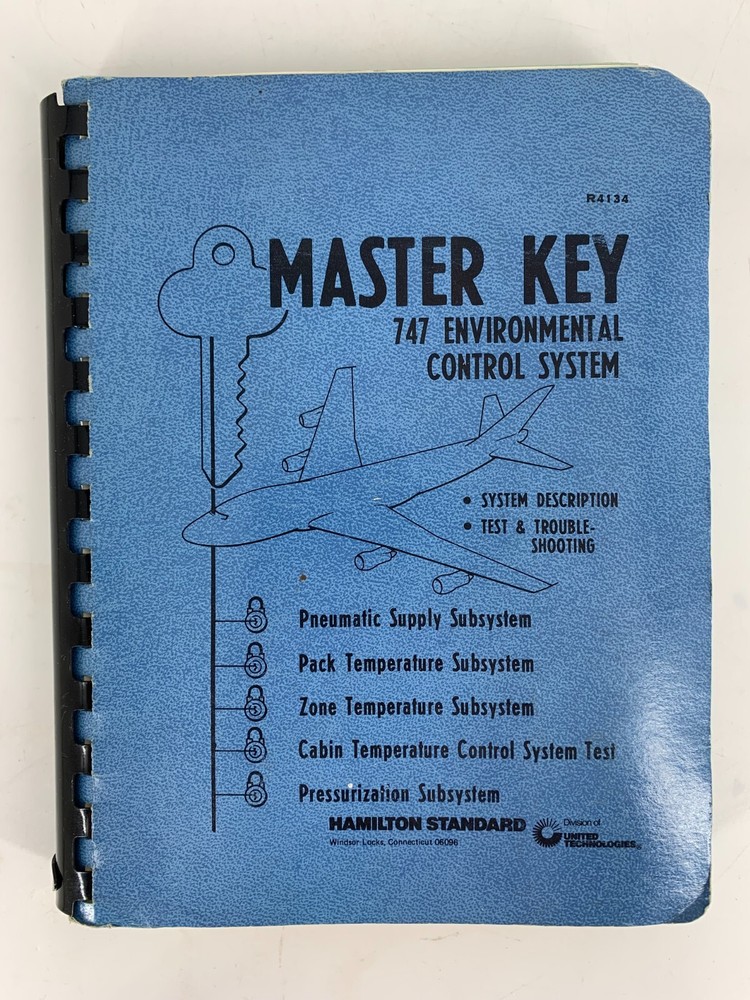 R4134
MASTER KEY
747 ENVIRONMENTAL
CONTROL SYSTEM
• SYSTEM DESCRIPTION
• TEST & TROUBLE-
SHOOTING
Pneumatic Supply Subsystem
Pack Temperature Subsystem
Zone Temperature Subsystem
Cabin Temperature Control System Test
Pressurization Subsystem
HAMILTON STANDARD
Windsor Locks, Connecticut 06096
Division of
UNITED
TECHNOLOGIES